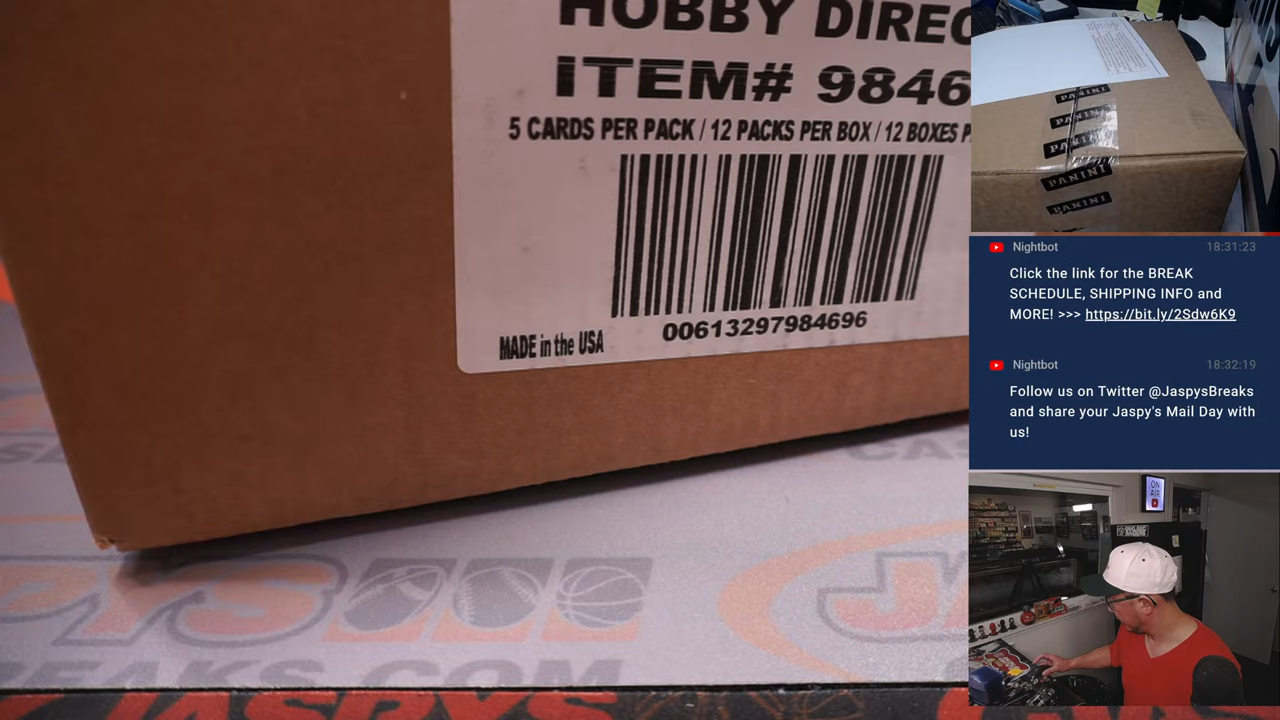 HOBBY DIREC
ITEM# 9846
5 CARDS PER PACK / 12 PACKS PER BOX / 12 BOXES P
00613297984696
MADE in the USA
JASPYS
PANINI
PANINI
PANINI
PANINI
PANINI
Nightbot 18:31:23
Click the link for the BREAK
SCHEDULE, SHIPPING INFO and
MORE! >>> https://bit.ly/2Sdw6K9
Nightbot 18:32:19
Follow us on Twitter @JaspysBreaks
and share your Jaspy's Mail Day with
us!
ON
AIR